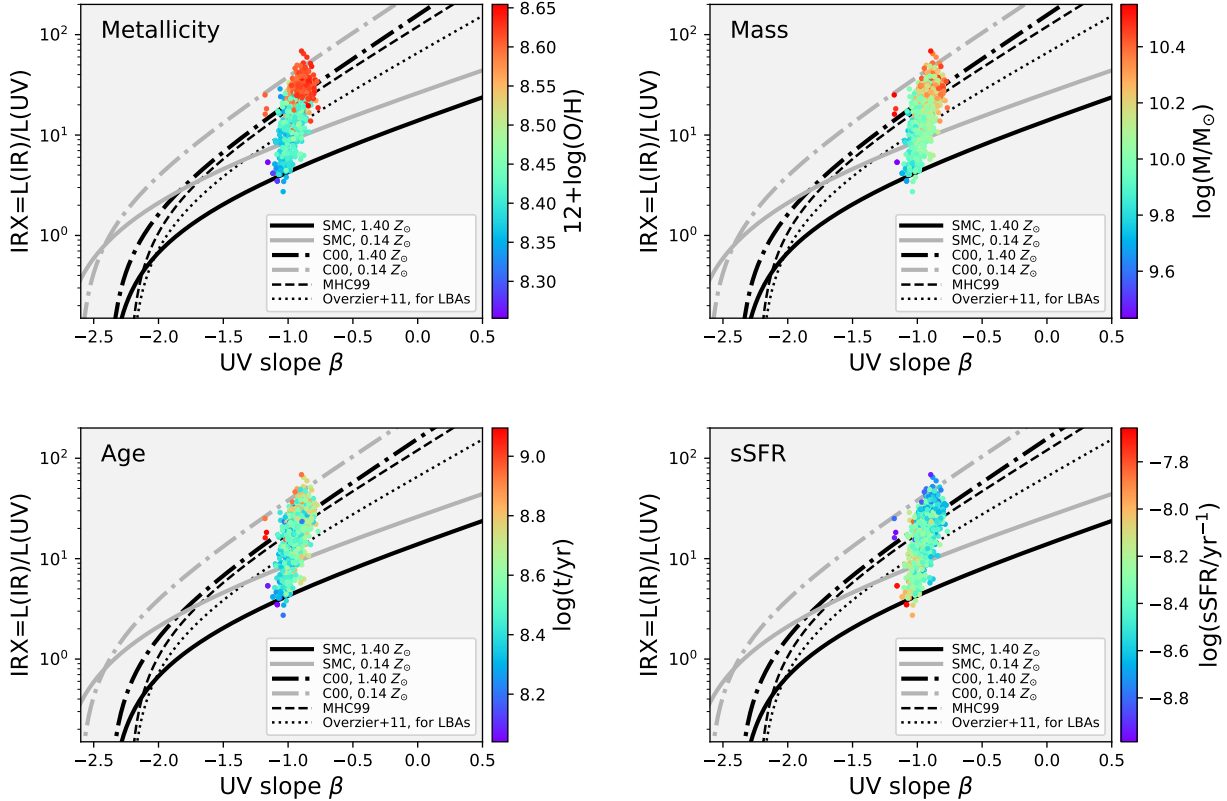 Metallicity
IRX=L(IR)/L(UV)
10²
10¹
10⁰
SMC, 1.40 Z⊙
SMC, 0.14 Z⊙
C00, 1.40 Z⊙
C00, 0.14 Z⊙
MHC99
Overzier+11, for LBAs
−2.5 −2.0 −1.5 −1.0 −0.5 0.0 0.5
UV slope β
8.65
8.60
8.55
8.50
8.45
8.40
8.35
8.30
12+log(O/H)
Mass
IRX=L(IR)/L(UV)
10²
10¹
10⁰
SMC, 1.40 Z⊙
SMC, 0.14 Z⊙
C00, 1.40 Z⊙
C00, 0.14 Z⊙
MHC99
Overzier+11, for LBAs
−2.5 −2.0 −1.5 −1.0 −0.5 0.0 0.5
UV slope β
10.4
10.2
10.0
9.8
9.6
log(M/M⊙)
Age
IRX=L(IR)/L(UV)
10²
10¹
10⁰
SMC, 1.40 Z⊙
SMC, 0.14 Z⊙
C00, 1.40 Z⊙
C00, 0.14 Z⊙
MHC99
Overzier+11, for LBAs
−2.5 −2.0 −1.5 −1.0 −0.5 0.0 0.5
UV slope β
9.0
8.8
8.6
8.4
8.2
log(t/yr)
sSFR
IRX=L(IR)/L(UV)
10²
10¹
10⁰
SMC, 1.40 Z⊙
SMC, 0.14 Z⊙
C00, 1.40 Z⊙
C00, 0.14 Z⊙
MHC99
Overzier+11, for LBAs
−2.5 −2.0 −1.5 −1.0 −0.5 0.0 0.5
UV slope β
−7.8
−8.0
−8.2
−8.4
−8.6
−8.8
log(sSFR/yr⁻¹)